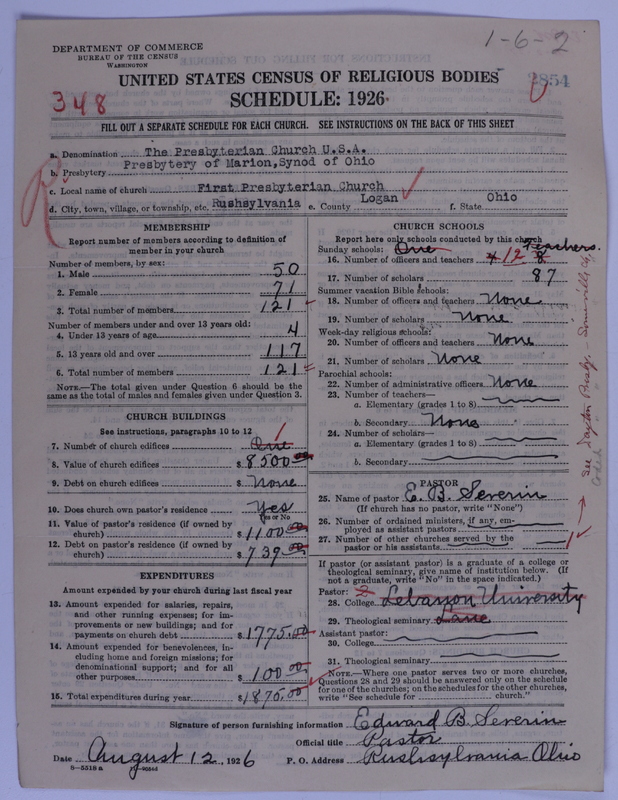 DEPARTMENT OF COMMERCE
BUREAU OF THE CENSUS
WASHINGTON
1-6-2
2854
UNITED STATES CENSUS OF RELIGIOUS BODIES
348
SCHEDULE: 1926
FILL OUT A SEPARATE SCHEDULE FOR EACH CHURCH. SEE INSTRUCTIONS ON THE BACK OF THIS SHEET
a. Denomination The Presbyterian Church U.S.A.
b. Presbytery Presbytery of Marion, Synod of Ohio
c. Local name of church First Presbyterian Church
d. City, town, village, or township, etc. Rushsylvania e. County Logan f. State Ohio
MEMBERSHIP
Report number of members according to definition of
member in your church
Number of members, by sex:
1. Male 50
2. Female 71
3. Total number of members 121
Number of members under and over 13 years old:
4. Under 13 years of age 4
5. 13 years old and over 117
6. Total number of members 121
NOTE.—The total given under Question 6 should be the
same as the total of males and females given under Question 3.
CHURCH BUILDINGS
See instructions, paragraphs 10 to 12
7. Number of church edifices One
8. Value of church edifices $ 8500.00
9. Debt on church edifices $ None
10. Does church own pastor's residence Yes
Yes or No
11. Value of pastor's residence (if owned by
church) $ 1100.00
12. Debt on pastor's residence (if owned by
church) $ 739.00
EXPENDITURES
Amount expended by your church during last fiscal year
13. Amount expended for salaries, repairs,
and other running expenses; for im-
provements or new buildings; and for
payments on church debt $ 1775.00
14. Amount expended for benevolences, in-
cluding home and foreign missions; for
denominational support; and for all
other purposes $ 100.00
15. Total expenditures during year $ 1875.00
CHURCH SCHOOLS
Report here only schools conducted by this church
Sunday schools: One Teachers.
16. Number of officers and teachers 4 12 8
17. Number of scholars 87
Summer vacation Bible schools:
18. Number of officers and teachers None
19. Number of scholars None
Week-day religious schools:
20. Number of officers and teachers None
21. Number of scholars None
Parochial schools:
22. Number of administrative officers None
23. Number of teachers—
a. Elementary (grades 1 to 8)
b. Secondary None
24. Number of scholars—
a. Elementary (grades 1 to 8)
b. Secondary
PASTOR
25. Name of pastor E. B. Severin
(If church has no pastor, write "None")
26. Number of ordained ministers, if any, em-
ployed as assistant pastors
27. Number of other churches served by the
pastor or his assistants 1
If pastor (or assistant pastor) is a graduate of a college or
theological seminary, give name of institution below. (If
not a graduate, write "No" in the space indicated.)
Pastor:
28. College Lebanon University
29. Theological seminary Lane
Assistant pastor:
30. College
31. Theological seminary
NOTE.—Where one pastor serves two or more churches,
Questions 28 and 29 should be answered only on the schedule
for one of the churches; on the schedules for the other churches,
write "See schedule for church."
Signature of person furnishing information Edward B. Severin
Official title Pastor
Date August 12, 1926 P. O. Address Rushsylvania Ohio
8-5518 a
See Dayton Presby.